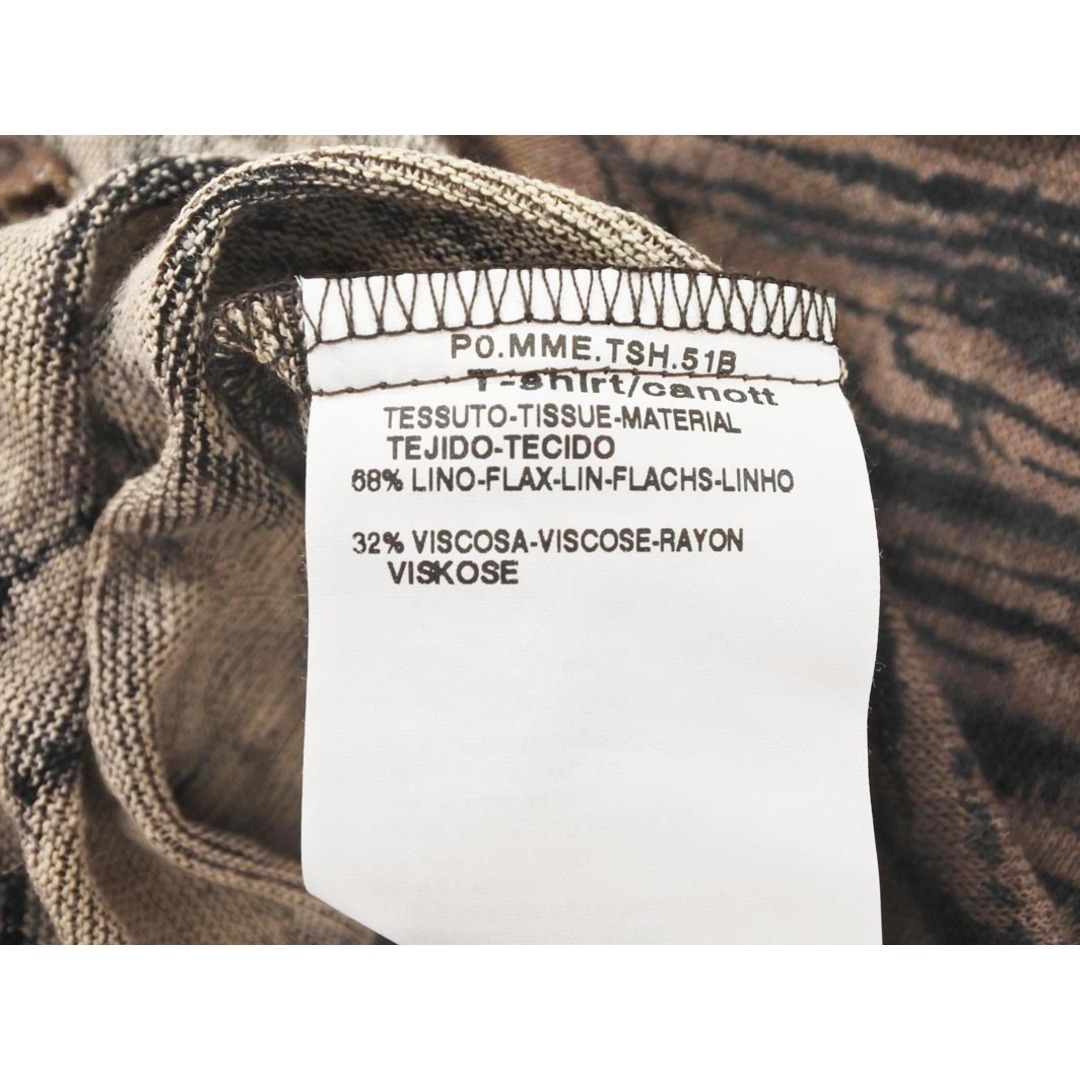 P0.MME.TSH.51B
T-shirt/canott
TESSUTO-TISSUE-MATERIAL
TEJIDO-TECIDO
68% LINO-FLAX-LIN-FLACHS-LINHO
32% VISCOSA-VISCOSE-RAYON
VISKOSE